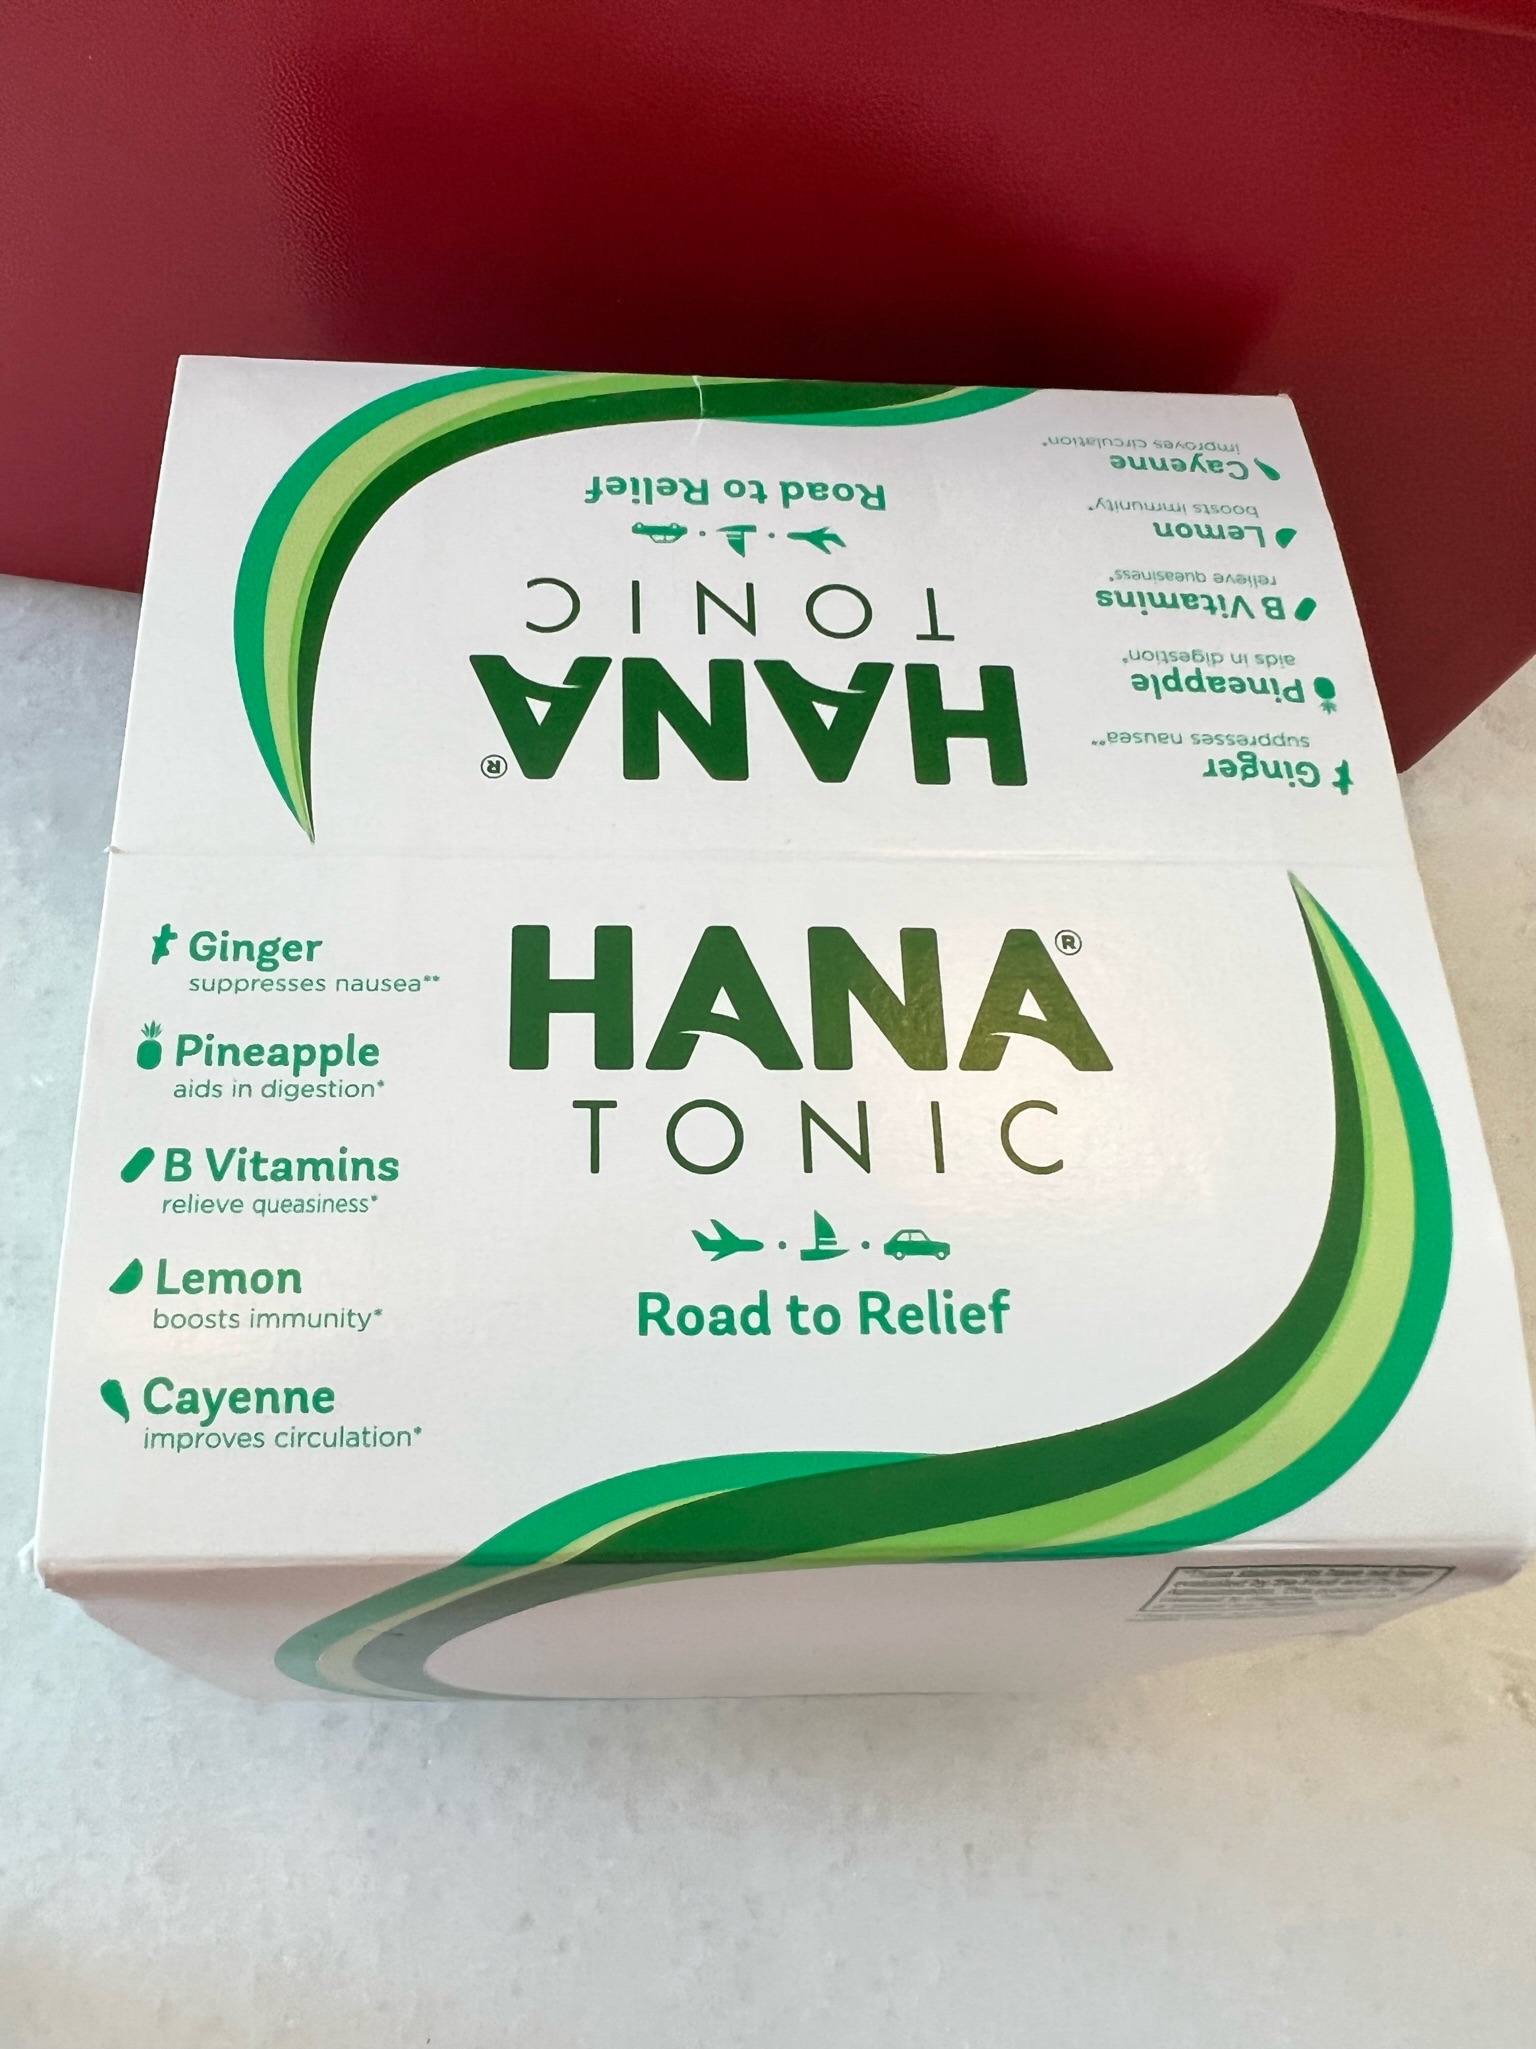 Cayenne
improves circulation*
Lemon
boosts immunity*
B Vitamins
relieve queasiness*
Pineapple
aids in digestion*
Ginger
suppresses nausea**
HANA®
TONIC
Road to Relief
Ginger
suppresses nausea**
Pineapple
aids in digestion*
B Vitamins
relieve queasiness*
Lemon
boosts immunity*
Cayenne
improves circulation*
HANA®
TONIC
Road to Relief